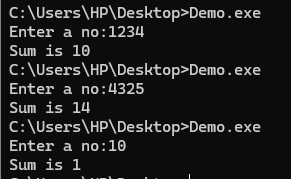 C:\Users\HP\Desktop>Demo.exe
Enter a no:1234
Sum is 10
C:\Users\HP\Desktop>Demo.exe
Enter a no:4325
Sum is 14
C:\Users\HP\Desktop>Demo.exe
Enter a no:10
Sum is 1